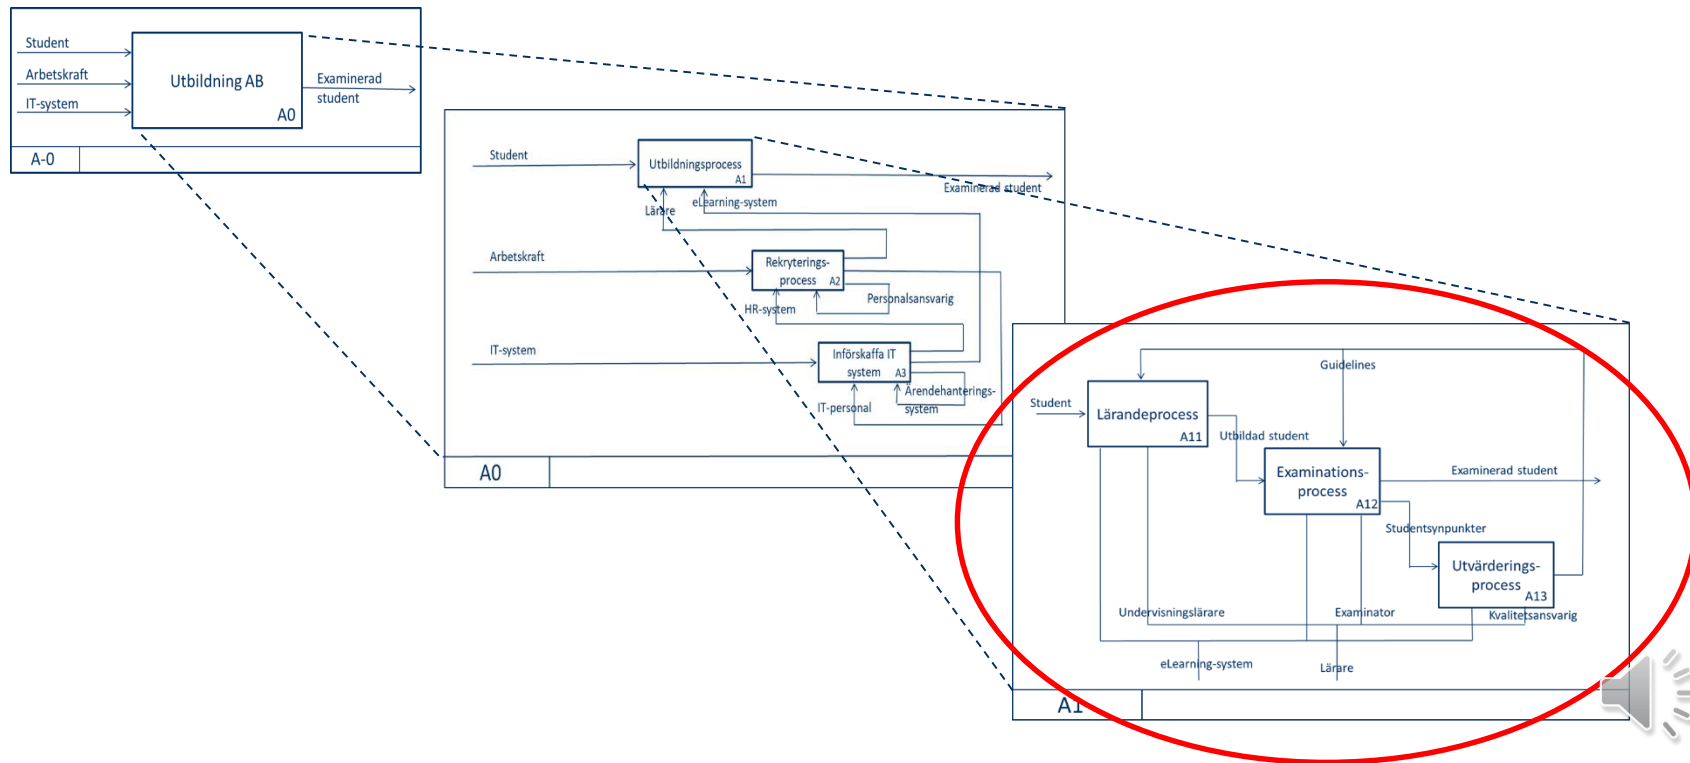 Student
Arbetskraft
IT-system
Utbildning AB
A0
Examinerad
student
A-0
Student
Utbildningsprocess
A1
Examinerad student
Lärare
eLearning-system
Arbetskraft
Rekryterings-
process
A2
Personalsansvarig
HR-system
IT-system
Införskaffa IT
system
A3
Ärendehanterings-
system
IT-personal
A0
Guidelines
Student
Lärandeprocess
A11
Utbildad student
Examinations-
process
A12
Examinerad student
Studentsynpunkter
Utvärderings-
process
A13
Undervisningslärare
Examinator
Kvalitetsansvarig
eLearning-system
Lärare
A1